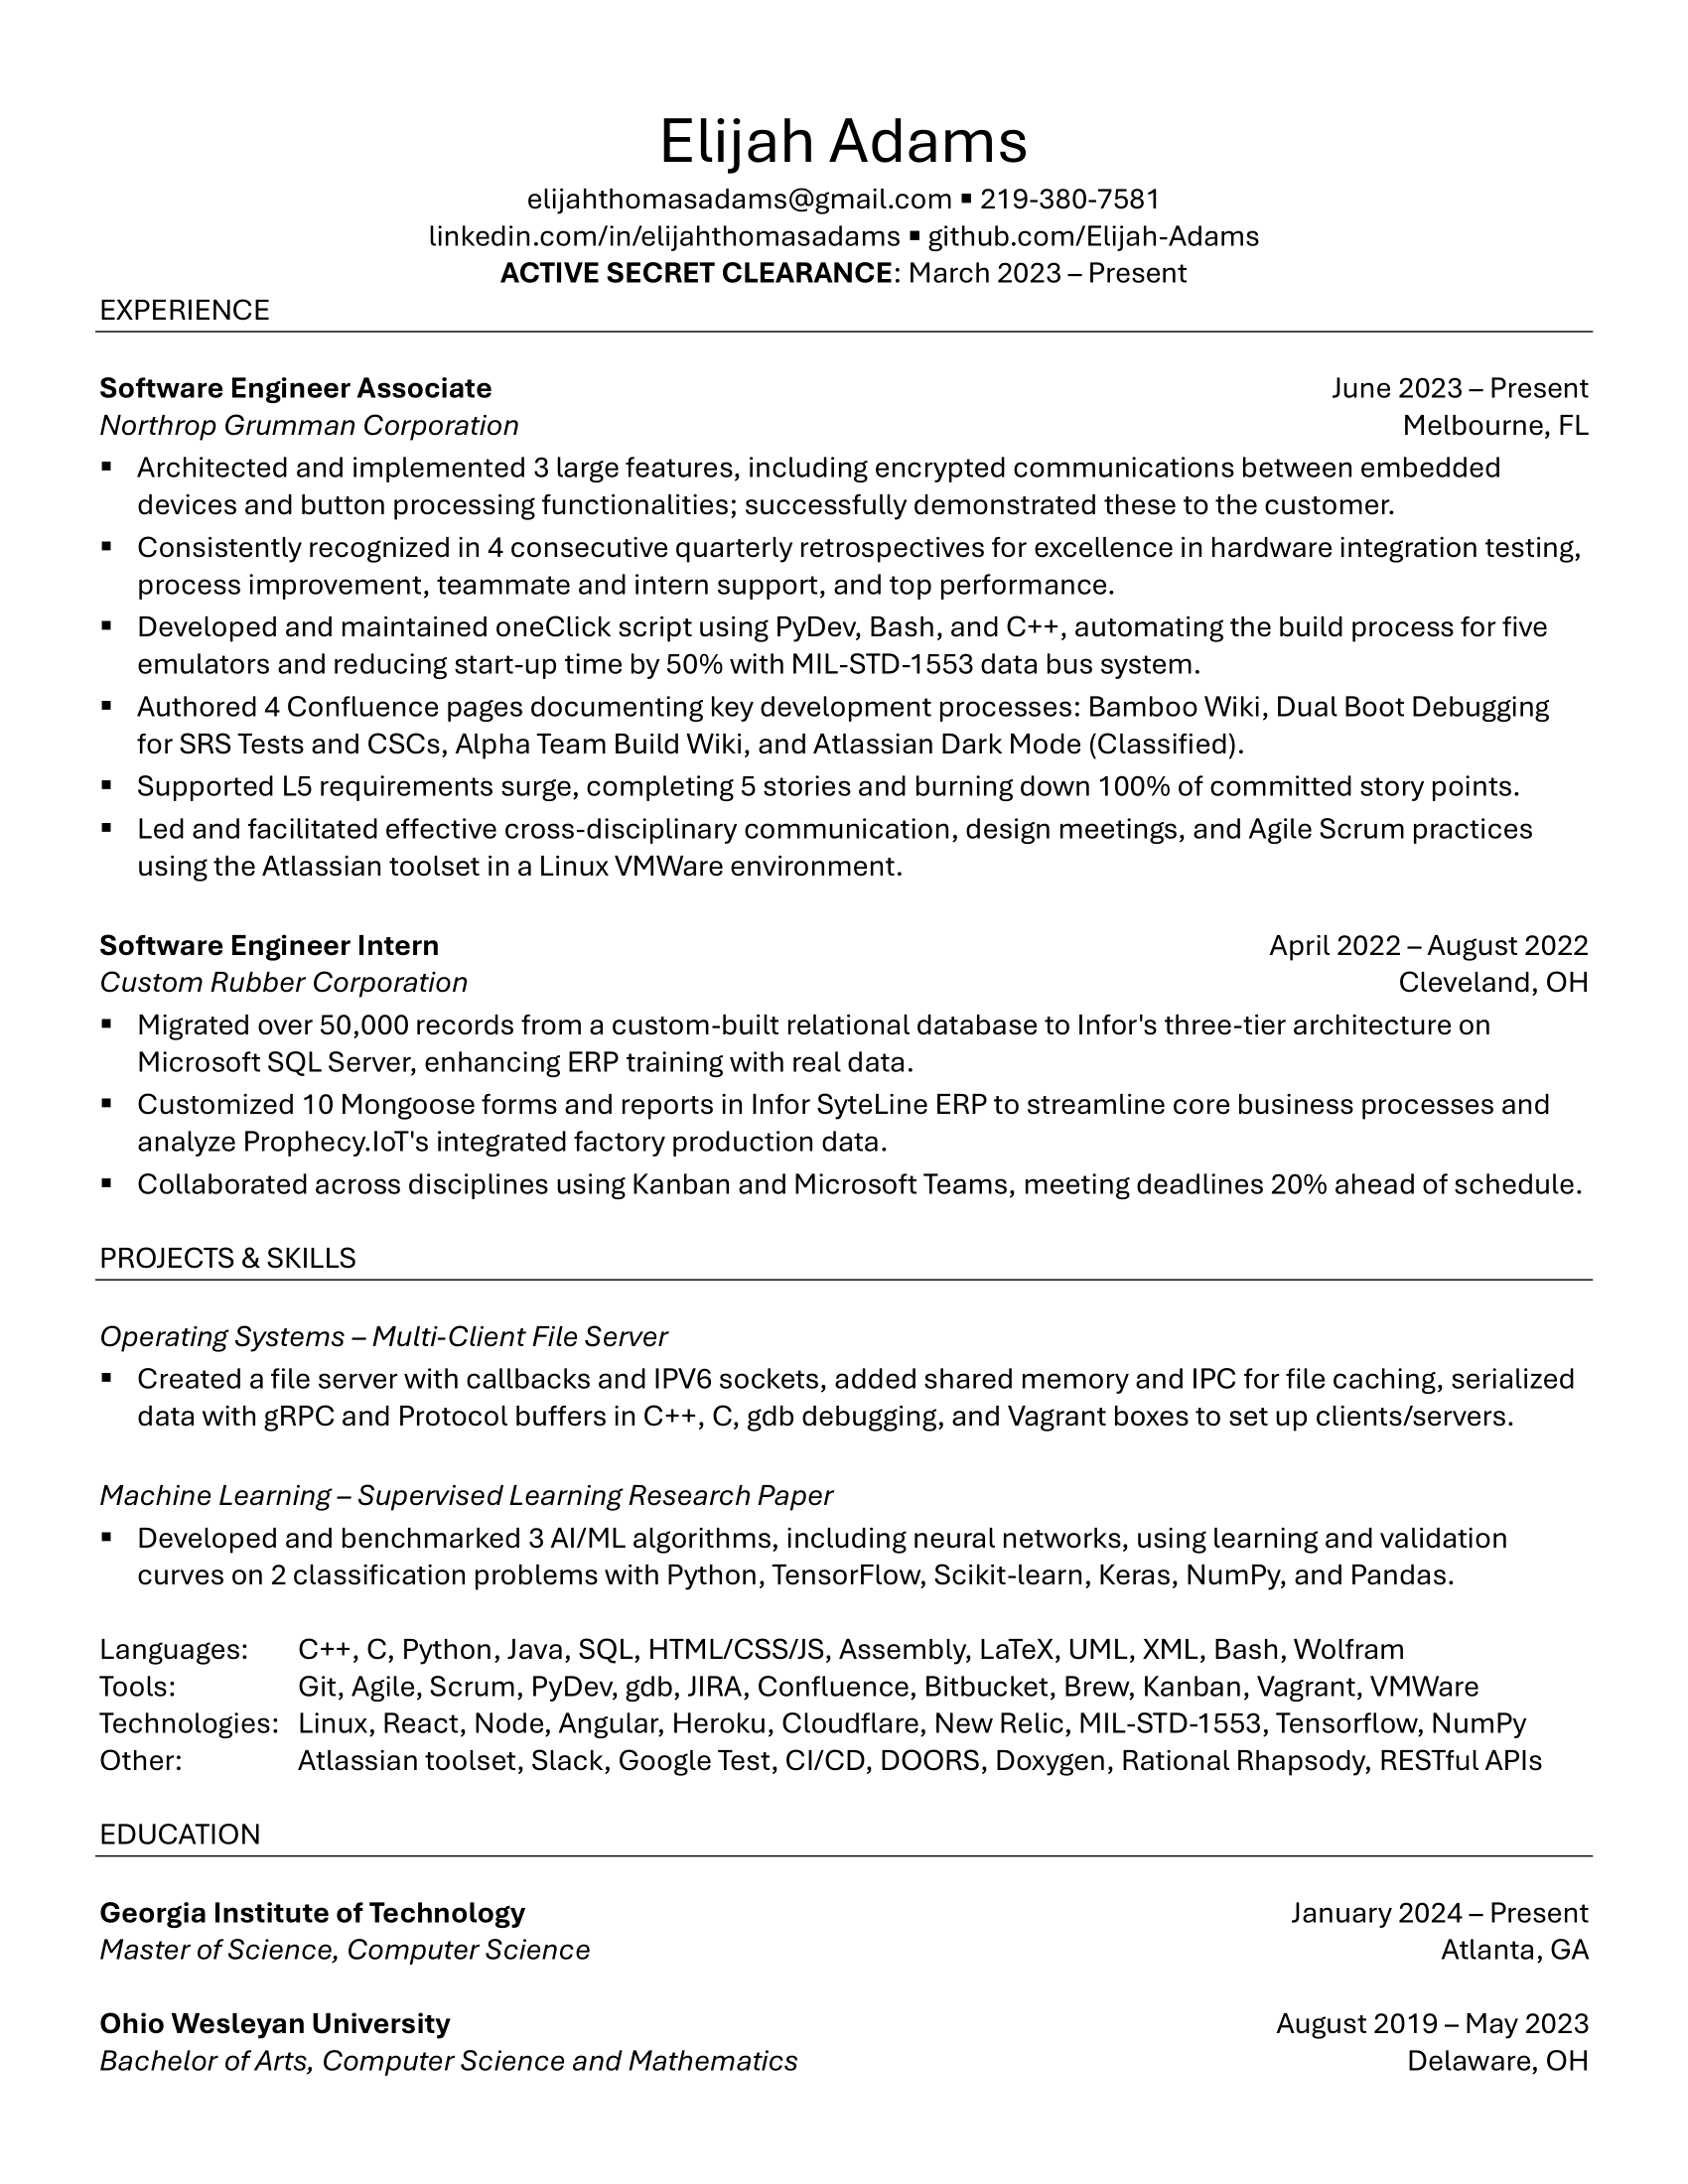 Elijah Adams
elijahthomasadams@gmail.com ▪ 219-380-7581
linkedin.com/in/elijahthomasadams ▪ github.com/Elijah-Adams
ACTIVE SECRET CLEARANCE: March 2023 – Present
EXPERIENCE
Software Engineer Associate June 2023 – Present
Northrop Grumman Corporation Melbourne, FL
▪ Architected and implemented 3 large features, including encrypted communications between embedded
devices and button processing functionalities; successfully demonstrated these to the customer.
▪ Consistently recognized in 4 consecutive quarterly retrospectives for excellence in hardware integration testing,
process improvement, teammate and intern support, and top performance.
▪ Developed and maintained oneClick script using PyDev, Bash, and C++, automating the build process for five
emulators and reducing start-up time by 50% with MIL-STD-1553 data bus system.
▪ Authored 4 Confluence pages documenting key development processes: Bamboo Wiki, Dual Boot Debugging
for SRS Tests and CSCs, Alpha Team Build Wiki, and Atlassian Dark Mode (Classified).
▪ Supported L5 requirements surge, completing 5 stories and burning down 100% of committed story points.
▪ Led and facilitated effective cross-disciplinary communication, design meetings, and Agile Scrum practices
using the Atlassian toolset in a Linux VMWare environment.
Software Engineer Intern April 2022 – August 2022
Custom Rubber Corporation Cleveland, OH
▪ Migrated over 50,000 records from a custom-built relational database to Infor's three-tier architecture on
Microsoft SQL Server, enhancing ERP training with real data.
▪ Customized 10 Mongoose forms and reports in Infor SyteLine ERP to streamline core business processes and
analyze Prophecy.IoT's integrated factory production data.
▪ Collaborated across disciplines using Kanban and Microsoft Teams, meeting deadlines 20% ahead of schedule.
PROJECTS & SKILLS
Operating Systems – Multi-Client File Server
▪ Created a file server with callbacks and IPV6 sockets, added shared memory and IPC for file caching, serialized
data with gRPC and Protocol buffers in C++, C, gdb debugging, and Vagrant boxes to set up clients/servers.
Machine Learning – Supervised Learning Research Paper
▪ Developed and benchmarked 3 AI/ML algorithms, including neural networks, using learning and validation
curves on 2 classification problems with Python, TensorFlow, Scikit-learn, Keras, NumPy, and Pandas.
Languages: C++, C, Python, Java, SQL, HTML/CSS/JS, Assembly, LaTeX, UML, XML, Bash, Wolfram
Tools: Git, Agile, Scrum, PyDev, gdb, JIRA, Confluence, Bitbucket, Brew, Kanban, Vagrant, VMWare
Technologies: Linux, React, Node, Angular, Heroku, Cloudflare, New Relic, MIL-STD-1553, Tensorflow, NumPy
Other: Atlassian toolset, Slack, Google Test, CI/CD, DOORS, Doxygen, Rational Rhapsody, RESTful APIs
EDUCATION
Georgia Institute of Technology January 2024 – Present
Master of Science, Computer Science Atlanta, GA
Ohio Wesleyan University August 2019 – May 2023
Bachelor of Arts, Computer Science and Mathematics Delaware, OH